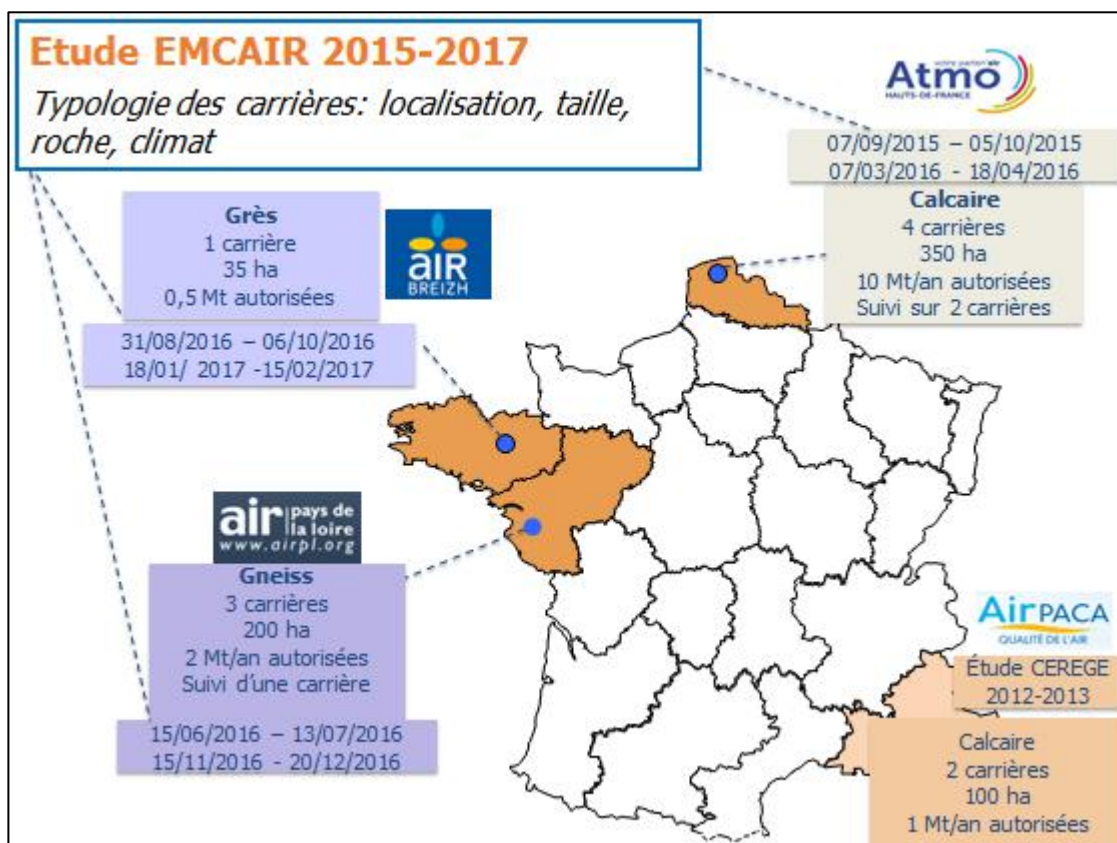 Etude EMCAIR 2015-2017
Typologie des carrières: localisation, taille,
roche, climat
votre parten'air
Atmo
HAUTS-DE-FRANCE
07/09/2015 – 05/10/2015
07/03/2016 - 18/04/2016
Calcaire
4 carrières
350 ha
10 Mt/an autorisées
Suivi sur 2 carrières
Grès
1 carrière
35 ha
0,5 Mt autorisées
aiR
BREIZH
31/08/2016 – 06/10/2016
18/01/ 2017 -15/02/2017
air pays de
la loire
www.airpl.org
Gneiss
3 carrières
200 ha
2 Mt/an autorisées
Suivi d'une carrière
15/06/2016 – 13/07/2016
15/11/2016 - 20/12/2016
AirPACA
QUALITÉ DE L'AIR
Étude CEREGE
2012-2013
Calcaire
2 carrières
100 ha
1 Mt/an autorisées